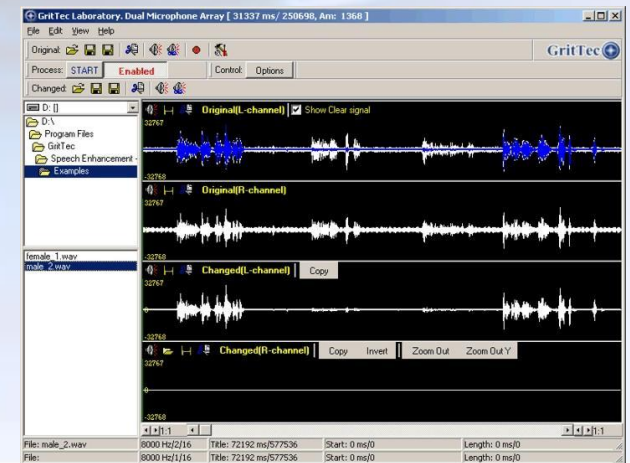 GritTec Laboratory. Dual Microphone Array [ 31337 ms/ 250698, Am: 1368 ]
File Edit View Help
Original:
GritTec
Process: START Enabled Control: Options
Changed:
D: []
D:\
Program Files
GritTec
Speech Enhancement -
Examples
female_1.wav
male_2.wav
Original(L-channel) Show Clear signal
32767
-32768
Original(R-channel)
32767
-32768
Changed(L-channel) Copy
32767
-32768
Changed(R-channel) Copy Invert Zoom Out Zoom Out Y
32767
-32768
1:1 1:1
File: male_2.wav 8000 Hz/2/16 Title: 72192 ms/577536 Start: 0 ms/0 Length: 0 ms/0
File: 8000 Hz/1/16 Title: 72192 ms/577536 Start: 0 ms/0 Length: 0 ms/0